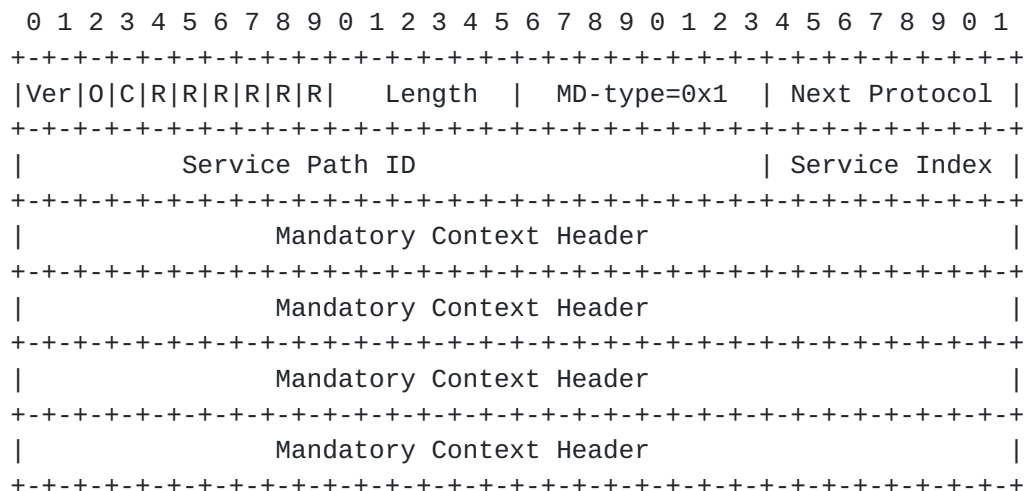 0 1 2 3 4 5 6 7 8 9 0 1 2 3 4 5 6 7 8 9 0 1 2 3 4 5 6 7 8 9 0 1
+-+-+-+-+-+-+-+-+-+-+-+-+-+-+-+-+-+-+-+-+-+-+-+-+-+-+-+-+-+-+-+-+
|Ver|O|C|R|R|R|R|R|R|   Length  |  MD-type=0x1  | Next Protocol |
+-+-+-+-+-+-+-+-+-+-+-+-+-+-+-+-+-+-+-+-+-+-+-+-+-+-+-+-+-+-+-+-+
|          Service Path ID                      | Service Index |
+-+-+-+-+-+-+-+-+-+-+-+-+-+-+-+-+-+-+-+-+-+-+-+-+-+-+-+-+-+-+-+-+
|                Mandatory Context Header                       |
+-+-+-+-+-+-+-+-+-+-+-+-+-+-+-+-+-+-+-+-+-+-+-+-+-+-+-+-+-+-+-+-+
|                Mandatory Context Header                       |
+-+-+-+-+-+-+-+-+-+-+-+-+-+-+-+-+-+-+-+-+-+-+-+-+-+-+-+-+-+-+-+-+
|                Mandatory Context Header                       |
+-+-+-+-+-+-+-+-+-+-+-+-+-+-+-+-+-+-+-+-+-+-+-+-+-+-+-+-+-+-+-+-+
|                Mandatory Context Header                       |
+-+-+-+-+-+-+-+-+-+-+-+-+-+-+-+-+-+-+-+-+-+-+-+-+-+-+-+-+-+-+-+-+